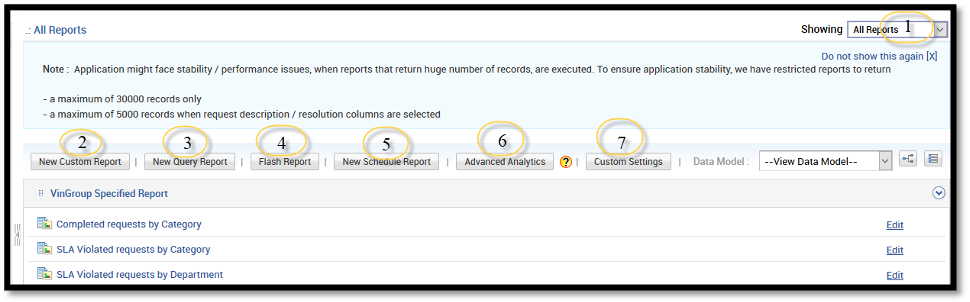 .: All Reports
Showing All Reports 1
Do not show this again [X]
Note : Application might face stability / performance issues, when reports that return huge number of records, are executed. To ensure application stability, we have restricted reports to return
- a maximum of 30000 records only
- a maximum of 5000 records when request description / resolution columns are selected
2 3 4 5 6 7
New Custom Report | New Query Report | Flash Report | New Schedule Report | Advanced Analytics ? | Custom Settings | Data Model : --View Data Model--
VinGroup Specified Report
Completed requests by Category Edit
SLA Violated requests by Category Edit
SLA Violated requests by Department Edit